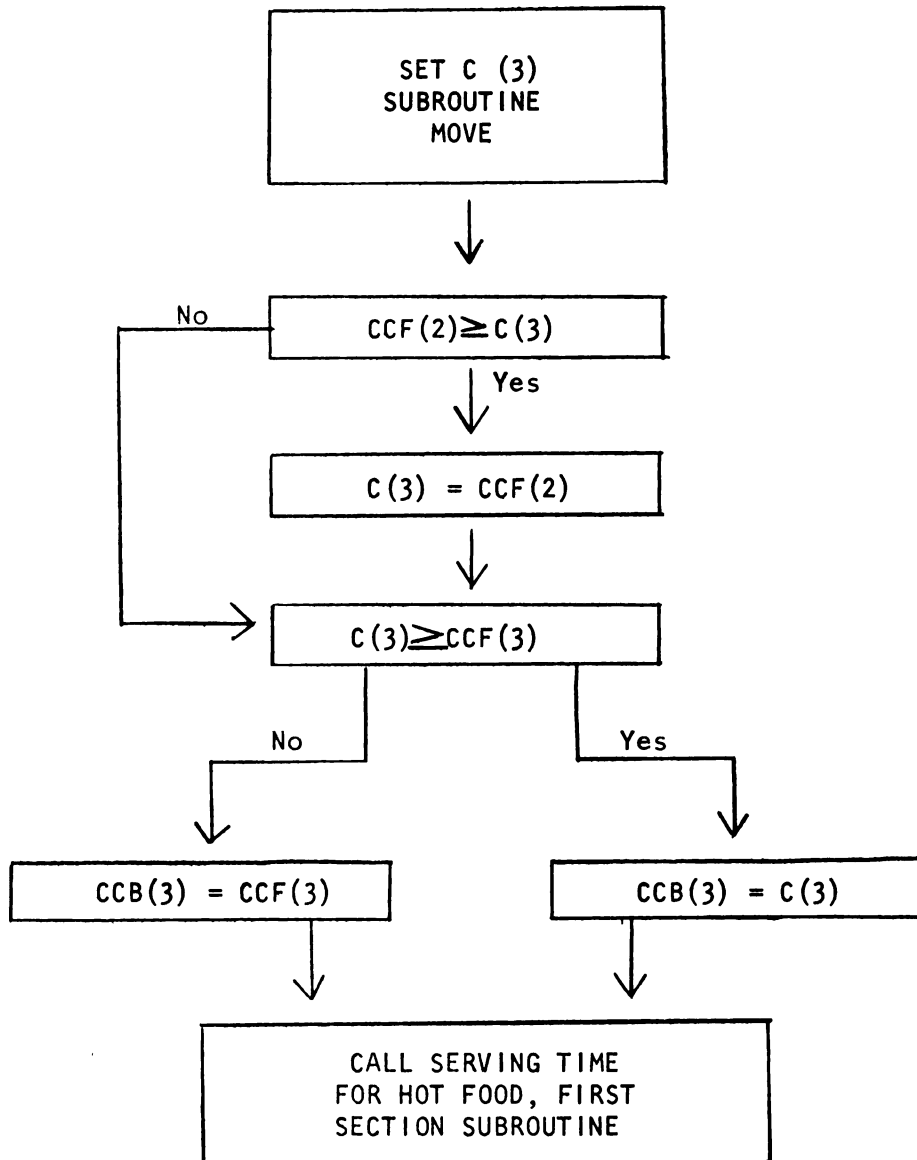 SET C (3)
SUBROUTINE
MOVE
No
CCF(2)≥C(3)
Yes
C(3) = CCF(2)
C(3)≥CCF(3)
No
Yes
CCB(3) = CCF(3)
CCB(3) = C(3)
CALL SERVING TIME
FOR HOT FOOD, FIRST
SECTION SUBROUTINE